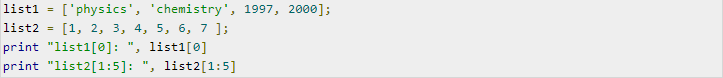 list1 = ['physics', 'chemistry', 1997, 2000];
list2 = [1, 2, 3, 4, 5, 6, 7 ];
print "list1[0]: ", list1[0]
print "list2[1:5]: ", list2[1:5]